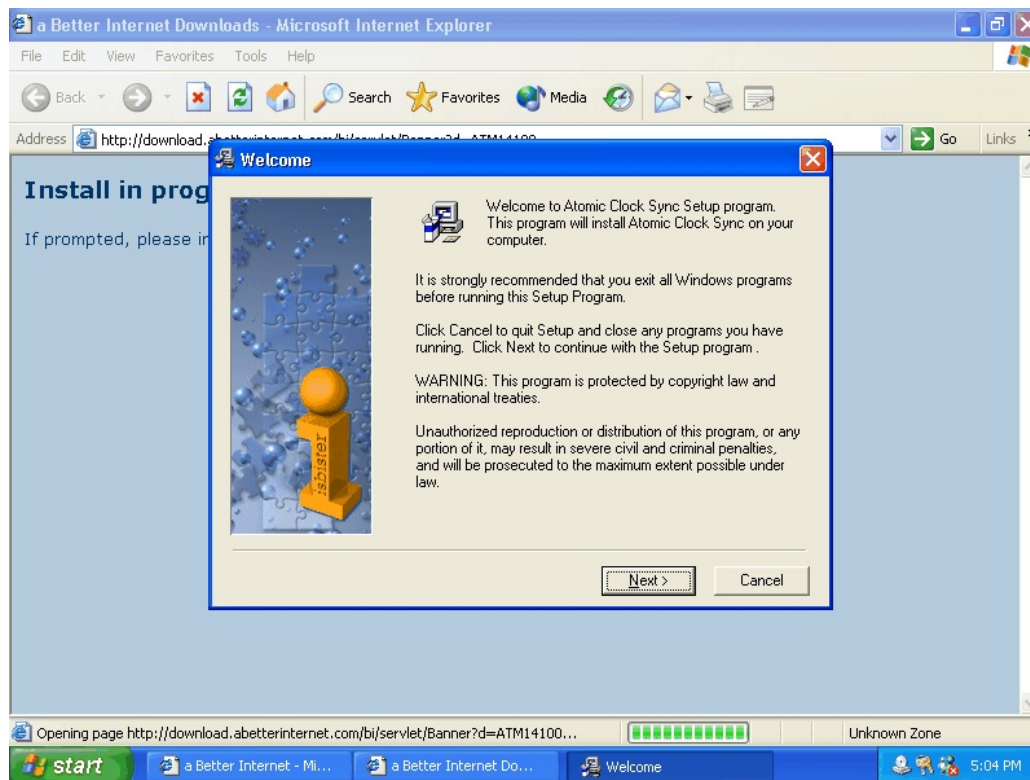 a Better Internet Downloads - Microsoft Internet Explorer
File Edit View Favorites Tools Help
Back Search Favorites Media
Address http://download. Go Links
Welcome
Install in prog
If prompted, please in
Welcome to Atomic Clock Sync Setup program.
This program will install Atomic Clock Sync on your
computer.
It is strongly recommended that you exit all Windows programs
before running this Setup Program.
Click Cancel to quit Setup and close any programs you have
running. Click Next to continue with the Setup program .
WARNING: This program is protected by copyright law and
international treaties.
Unauthorized reproduction or distribution of this program, or any
portion of it, may result in severe civil and criminal penalties,
and will be prosecuted to the maximum extent possible under
law.
isbister
Next > Cancel
Opening page http://download.abetterinternet.com/bi/servlet/Banner?d=ATM14100... Unknown Zone
start a Better Internet - Mi... a Better Internet Do... Welcome 5:04 PM